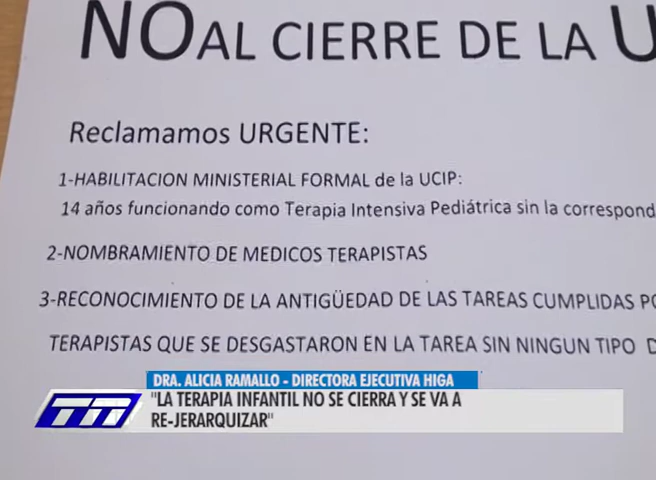 NO AL CIERRE DE LA U
Reclamamos URGENTE:
1-HABILITACION MINISTERIAL FORMAL de la UCIP:
14 años funcionando como Terapia Intensiva Pediátrica sin la correspond
2-NOMBRAMIENTO DE MEDICOS TERAPISTAS
3-RECONOCIMIENTO DE LA ANTIGÜEDAD DE LAS TAREAS CUMPLIDAS PO
TERAPISTAS QUE SE DESGASTARON EN LA TAREA SIN NINGUN TIPO D
DRA. ALICIA RAMALLO - DIRECTORA EJECUTIVA HIGA
"LA TERAPIA INFANTIL NO SE CIERRA Y SE VA A
RE-JERARQUIZAR"